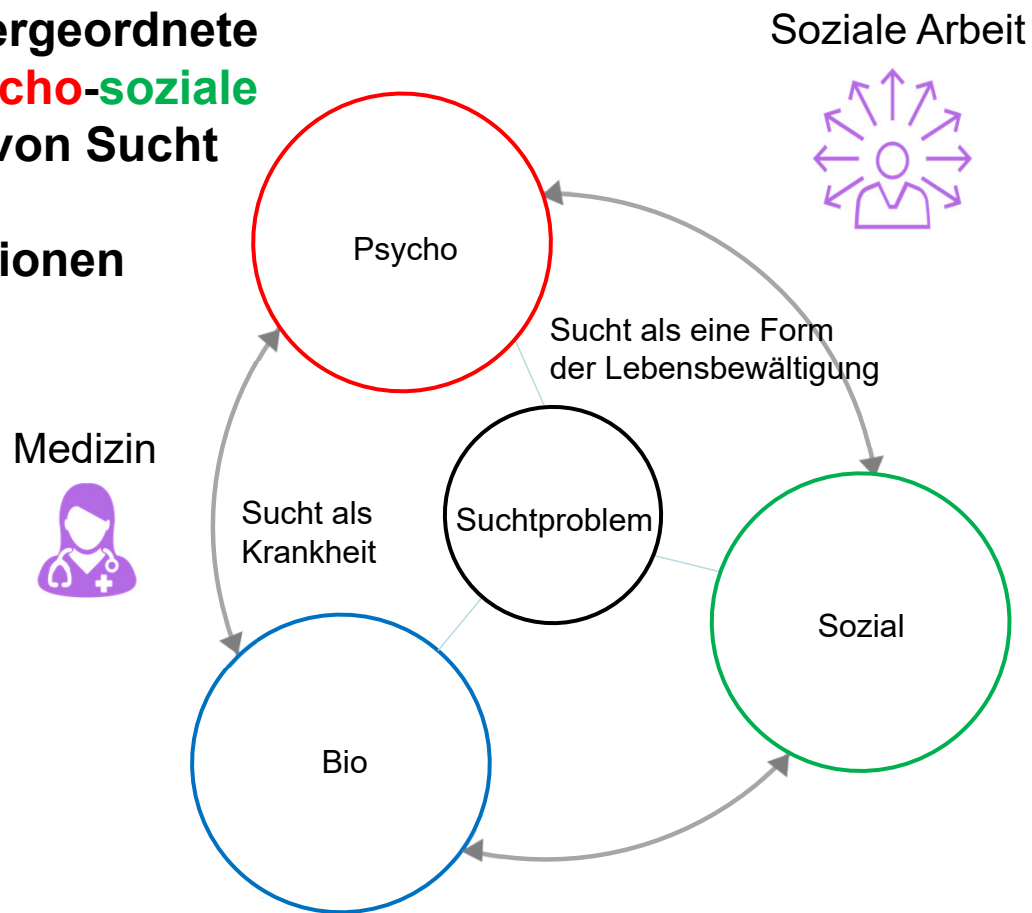 ergeordnete
cho-soziale
von Sucht
ionen
Soziale Arbeit
Psycho
Sucht als eine Form
der Lebensbewältigung
Medizin
Sucht als
Krankheit
Suchtproblem
Sozial
Bio